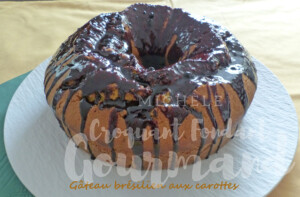 MICHELE
Croquant Fondant
Gourmand
Gâteau brésilien aux carottes